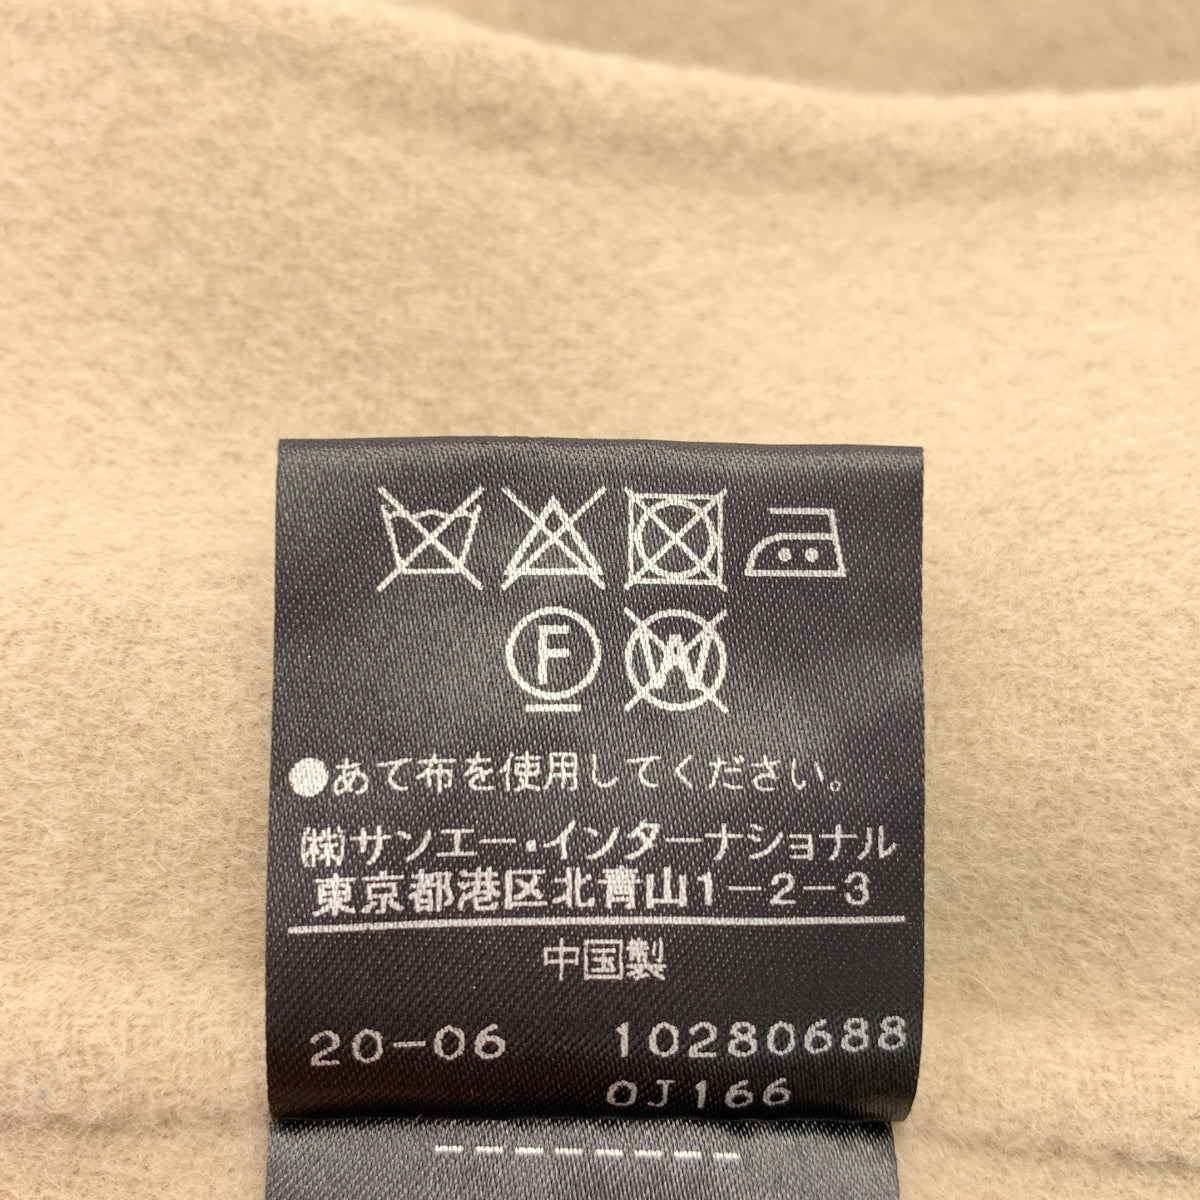 F W
●あて布を使用してください。
㈱サンエー・インターナショナル
東京都港区北青山1-2-3
中国製
20-06 10280688
0J166